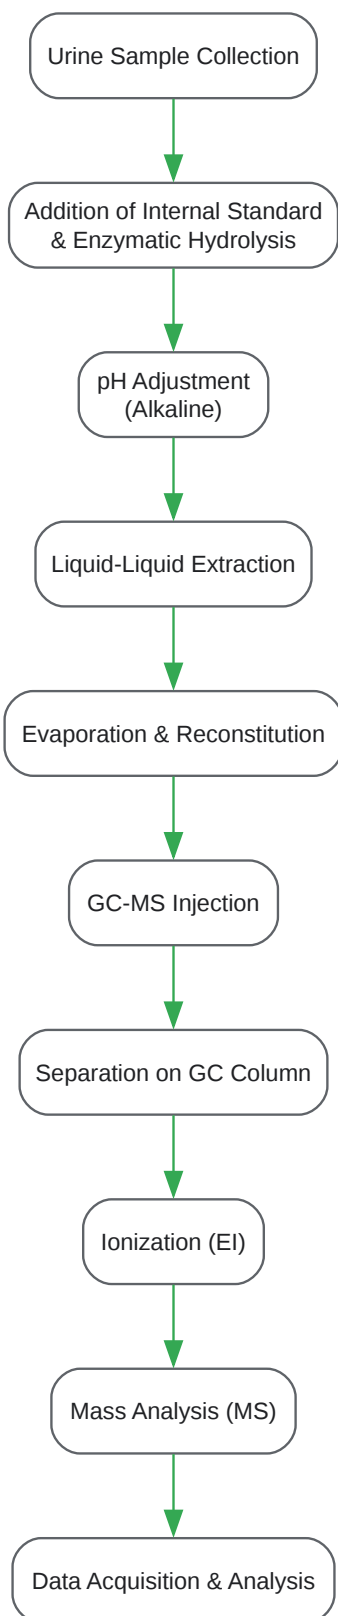 Urine Sample Collection
Addition of Internal Standard
& Enzymatic Hydrolysis
pH Adjustment
(Alkaline)
Liquid-Liquid Extraction
Evaporation & Reconstitution
GC-MS Injection
Separation on GC Column
Ionization (EI)
Mass Analysis (MS)
Data Acquisition & Analysis